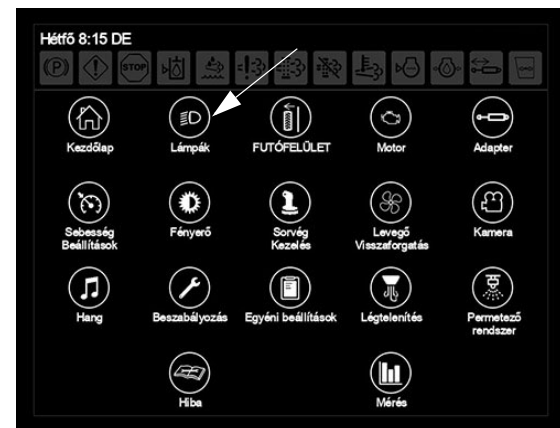 Hétfő 8:15 DE
(P)
STOP
Kezdőlap
Lámpák
FUTÓFELÜLET
Motor
Adapter
Sebesség
Beállítások
Fényerő
Sorvég
Kezelés
Levegő
Visszaforgatás
Kamera
Hang
Beszabályozás
Egyéni beállítások
Légtelenítés
Permetező
rendszer
Hiba
Mérés